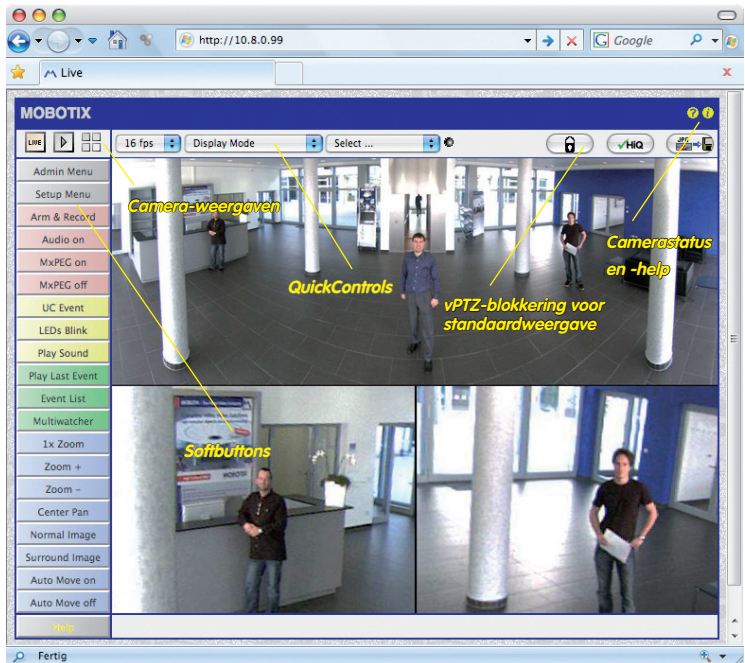 http://10.8.0.99
Google
Live
MOBOTIX
LIVE
16 fps
Display Mode
Select ...
HiQ
JPG
Admin Menu
Setup Menu
Arm & Record
Audio on
MxPEG on
MxPEG off
UC Event
LEDs Blink
Play Sound
Play Last Event
Event List
Multiwatcher
1x Zoom
Zoom +
Zoom –
Center Pan
Normal Image
Surround Image
Auto Move on
Auto Move off
Help
Camera-weergaven
QuickControls
vPTZ-blokkering voor
standaardweergave
Camerastatus
en -help
Softbuttons
MOBOTIX
Fertig